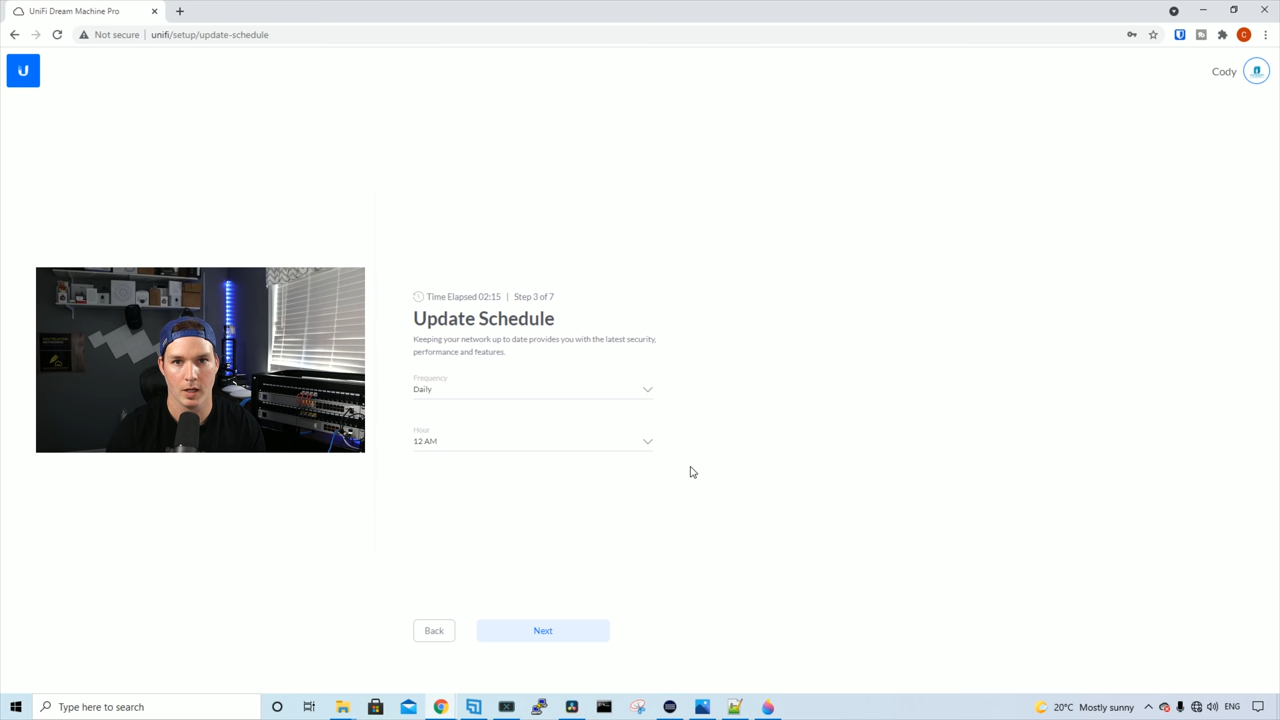 UniFi Dream Machine Pro
Not secure
unifi/setup/update-schedule
C
U
Cody
Time Elapsed 02:15 | Step 3 of 7
Update Schedule
Keeping your network up to date provides you with the latest security,
performance and features.
Frequency
Daily
Hour
12 AM
Back
Next
Type here to search
20°C Mostly sunny
ENG